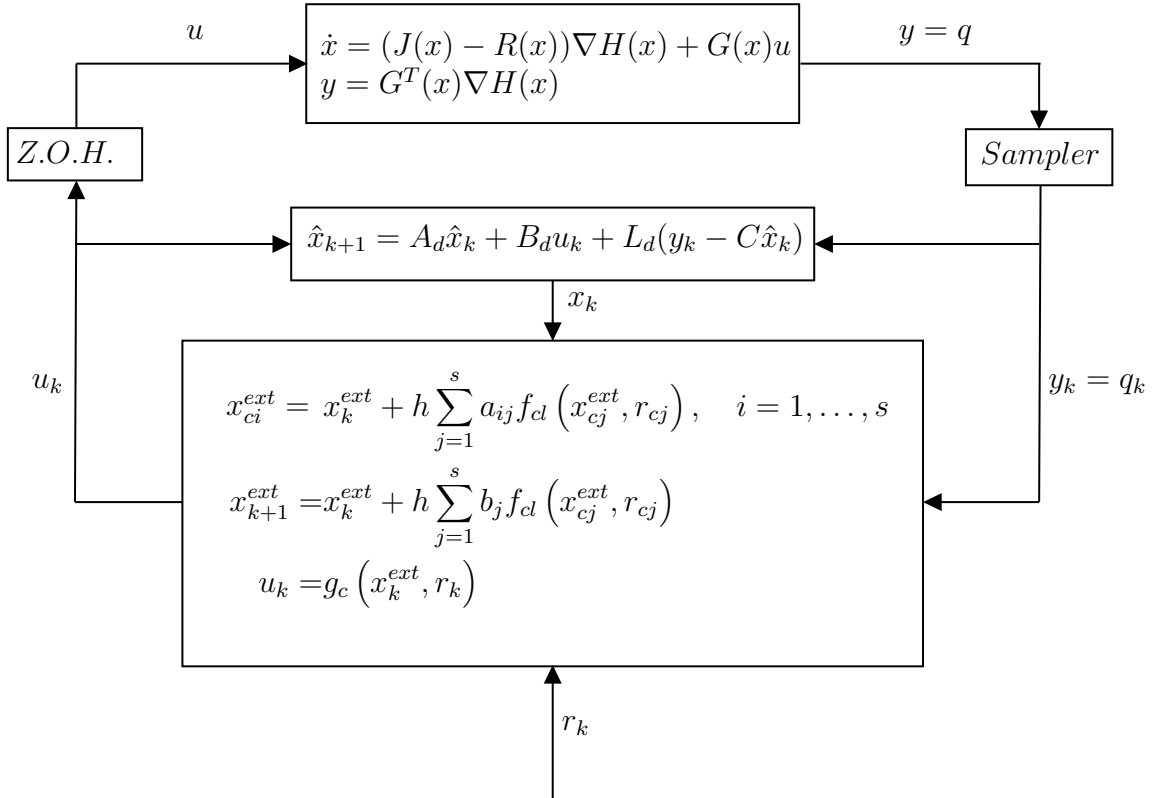 u
ẋ = (J(x) − R(x))∇H(x) + G(x)u
y = G^T(x)∇H(x)
y = q
Z.O.H.
Sampler
x̂_{k+1} = A_d x̂_k + B_d u_k + L_d(y_k − C x̂_k)
x_k
u_k
y_k = q_k
x_{ci}^{ext} = x_k^{ext} + h ∑_{j=1}^{s} a_{ij} f_{cl} (x_{cj}^{ext}, r_{cj}) , i = 1, . . . , s
x_{k+1}^{ext} = x_k^{ext} + h ∑_{j=1}^{s} b_j f_{cl} (x_{cj}^{ext}, r_{cj})
u_k = g_c (x_k^{ext}, r_k)
r_k